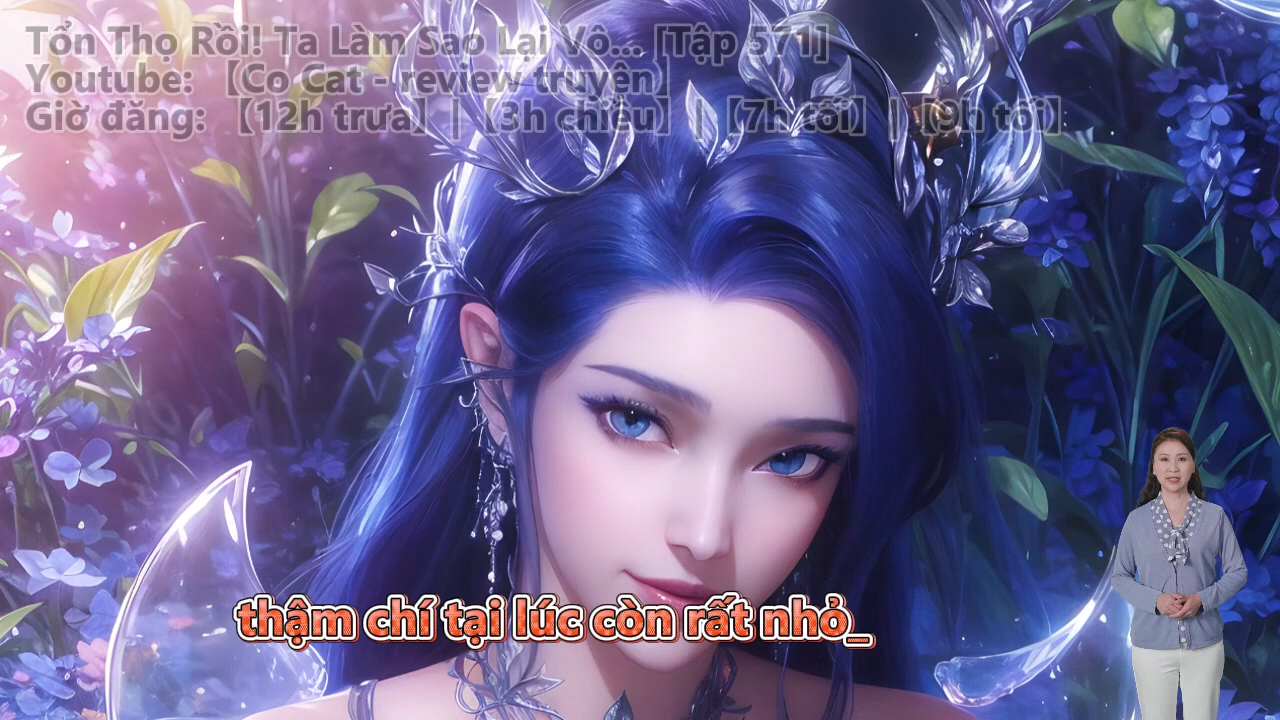 Tổn Thọ Rồi! Ta Làm Sao Lại Vô... [Tập 571]
Youtube: 【Co Cat - review truyện】
Giờ đăng: 【12h trưa】 | 【3h chiều】 | 【7h tối】 | 【9h tối】
thậm chí tại lúc còn rất nhỏ_